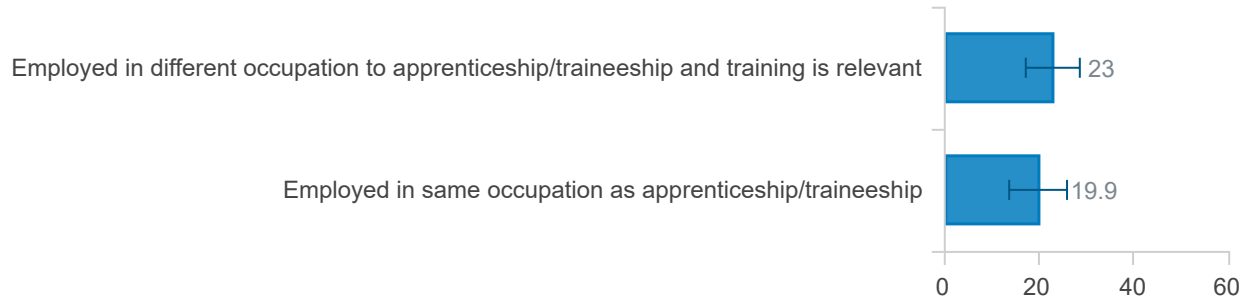 Employed in different occupation to apprenticeship/traineeship and training is relevant
23
Employed in same occupation as apprenticeship/traineeship
19.9
0 20 40 60